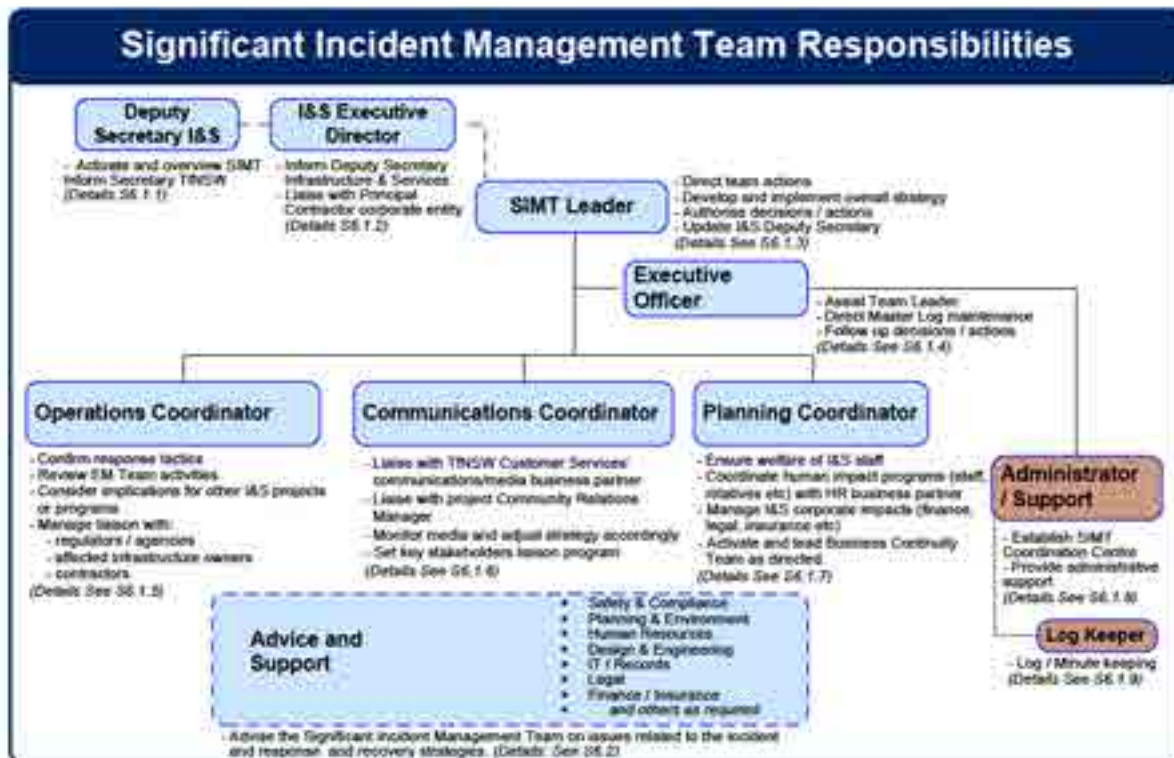 Significant Incident Management Team Responsibilities
Deputy
Secretary I&S
- Activate and overview SIMT
Inform Secretary TfNSW
(Details S6.1.1)
I&S Executive
Director
- Inform Deputy Secretary
Infrastructure & Services
- Liaise with Principal
Contractor corporate entity
(Details S6.1.2)
SIMT Leader
- Direct team actions
- Develop and implement overall strategy
- Authorise decisions / actions
- Update I&S Deputy Secretary
(Details See S6.1.3)
Executive
Officer
- Assist Team Leader
- Direct Master Log maintenance
- Follow up decisions / actions
(Details See S6.1.4)
Operations Coordinator
- Confirm response tactics
- Review EM Team activities
- Consider implications for other I&S projects
or programs
- Manage liaison with:
- regulators / agencies
- affected infrastructure owners
- contractors
(Details See S6.1.5)
Communications Coordinator
- Liaise with TfNSW Customer Services'
communications/media business partner
- Liaise with project Community Relations
Manager
- Monitor media and adjust strategy accordingly
- Set key stakeholders liaison program
(Details See S6.1.6)
Planning Coordinator
- Ensure welfare of I&S staff
- Coordinate human impact programs (staff,
relatives etc) with HR business partner
- Manage I&S corporate impacts (finance,
legal, insurance etc)
- Activate and lead Business Continuity
Team as directed
(Details See S6.1.7)
Administrator
/ Support
- Establish SIMT
Coordination Centre
- Provide administrative
support
(Details See S6.1.8)
Log Keeper
- Log / Minute keeping
(Details See S6.1.9)
Advice and
Support
• Safety & Compliance
• Planning & Environment
• Human Resources
• Design & Engineering
• IT / Records
• Legal
• Finance / Insurance
• and others as required
- Advise the Significant Incident Management Team on issues related to the incident
and response and recovery strategies. (Details: See S6.2)